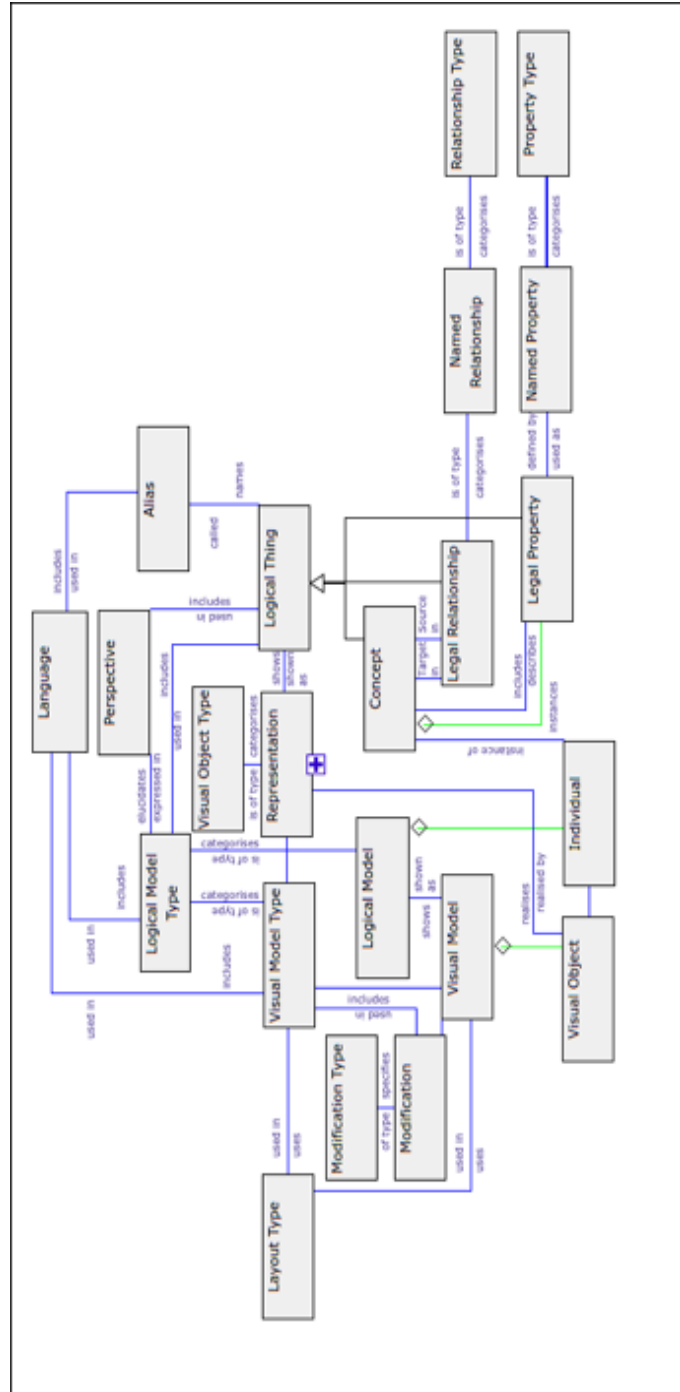 Language
includes
used in
Alias
Perspective
called
names
elucidates
expressed in
includes
used in
includes
used in
includes
used in
Logical Model
Type
used in
includes
Visual Object Type
is of type
categorises
Logical Thing
shows
shown
as
Representation
categorises
is of type
categorises
is of type
Visual Model Type
used in
uses
Layout Type
includes
used in
Modification Type
of type
specifies
Modification
used in
uses
Logical Model
shows
shown
as
Visual Model
Concept
Target
in
Source
in
Legal Relationship
is of type
categorises
Named
Relationship
is of type
categorises
Relationship Type
includes
describes
instances
Legal Property
defined by
used as
Named Property
is of type
categorises
Property Type
instance of
Individual
realises
realised by
Visual Object